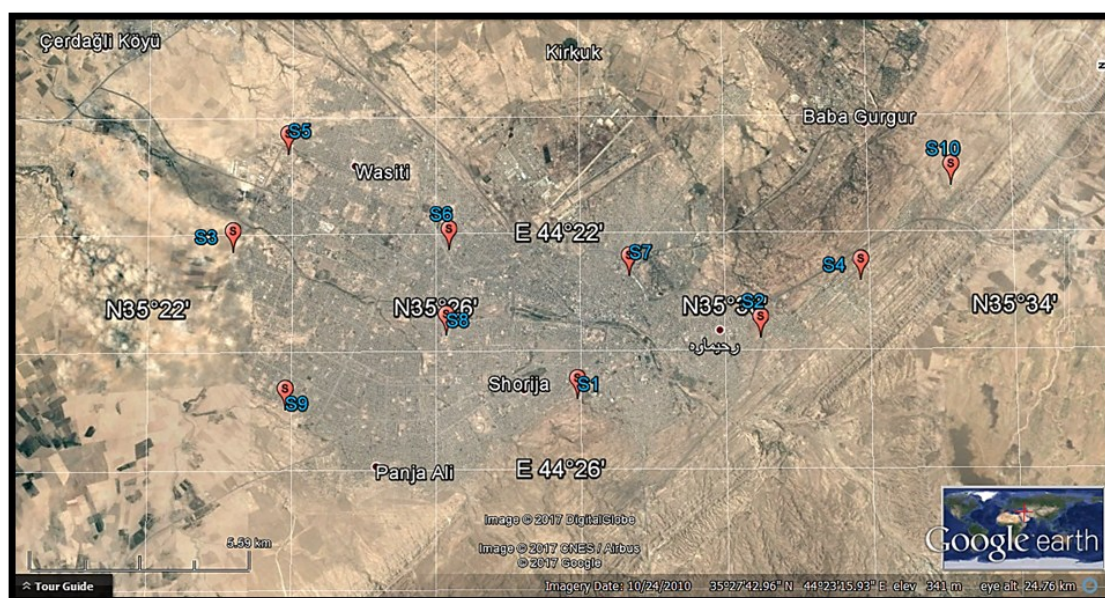 Çerdağli Köyü
Kirkuk
N
Baba Gurgur
S S5
S10 S
Wasiti
S6 S
S3 S
E 44°22'
S S7
S4 S
N35°22'
N35°26'
N35°30'
N35°34'
S S8
S2 S
رحيمآوه
Shorija
S S1
S S9
Panja Ali
E 44°26'
Image © 2017 DigitalGlobe
Image © 2017 CNES / Airbus
© 2017 Google
5.59 km
Google earth
Tour Guide
Imagery Date: 10/24/2010 35°27'42.96" N 44°23'15.93" E elev 341 m eye alt 24.76 km